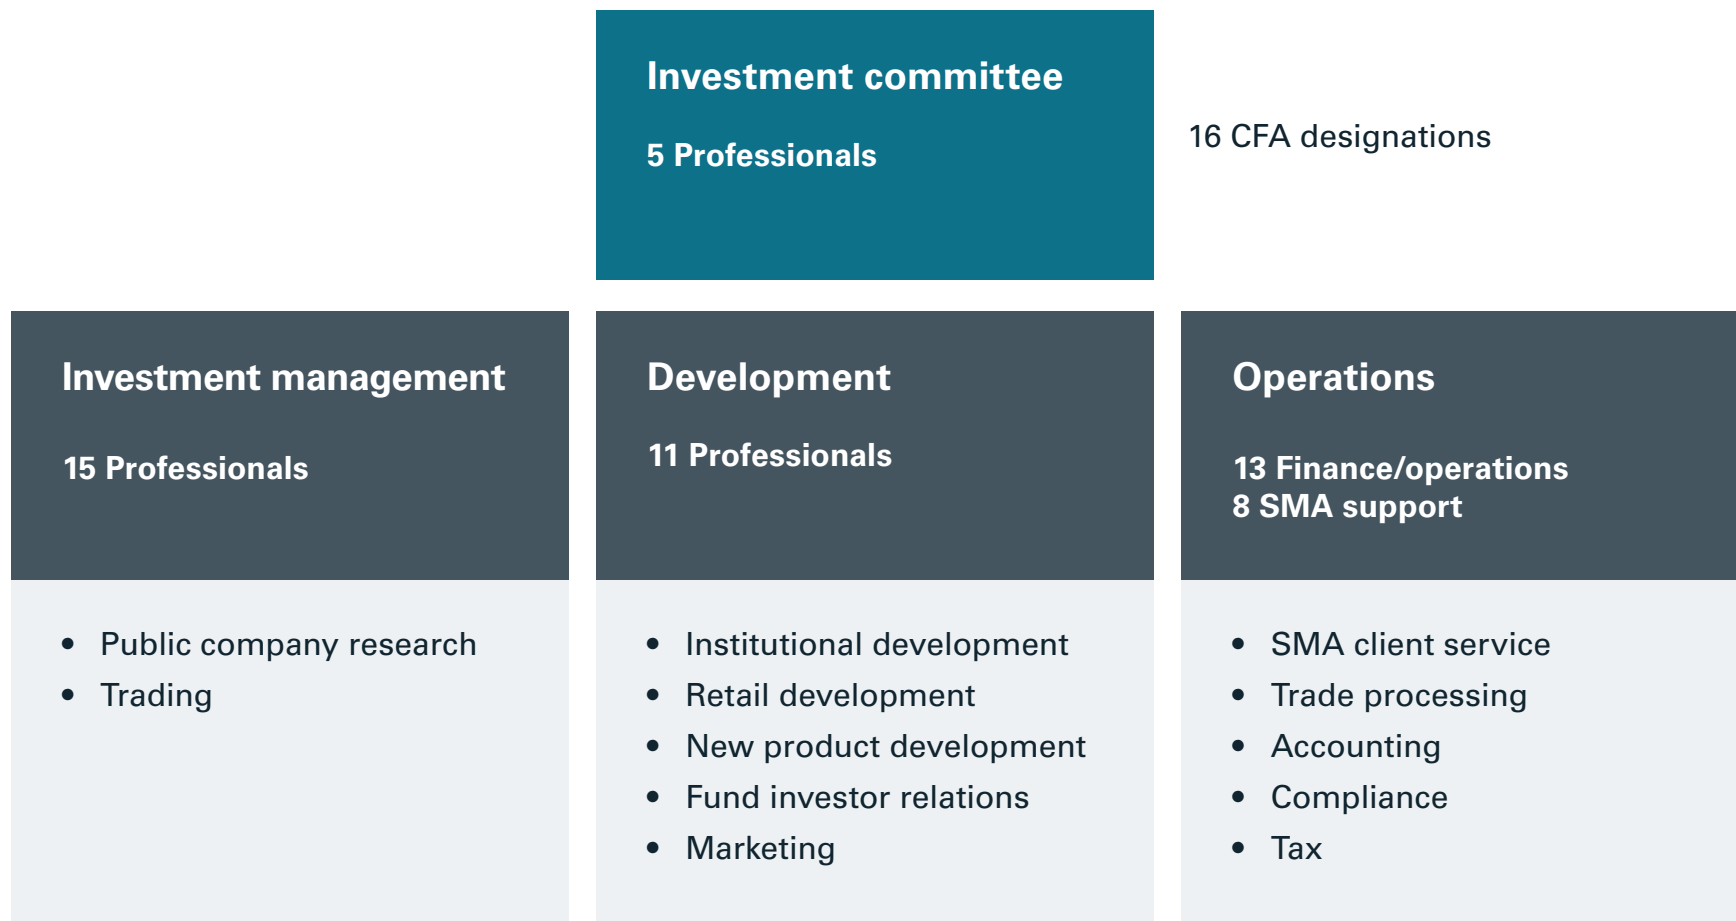 Investment committee
5 Professionals
16 CFA designations
Investment management
15 Professionals
• Public company research
• Trading
Development
11 Professionals
• Institutional development
• Retail development
• New product development
• Fund investor relations
• Marketing
Operations
13 Finance/operations
8 SMA support
• SMA client service
• Trade processing
• Accounting
• Compliance
• Tax